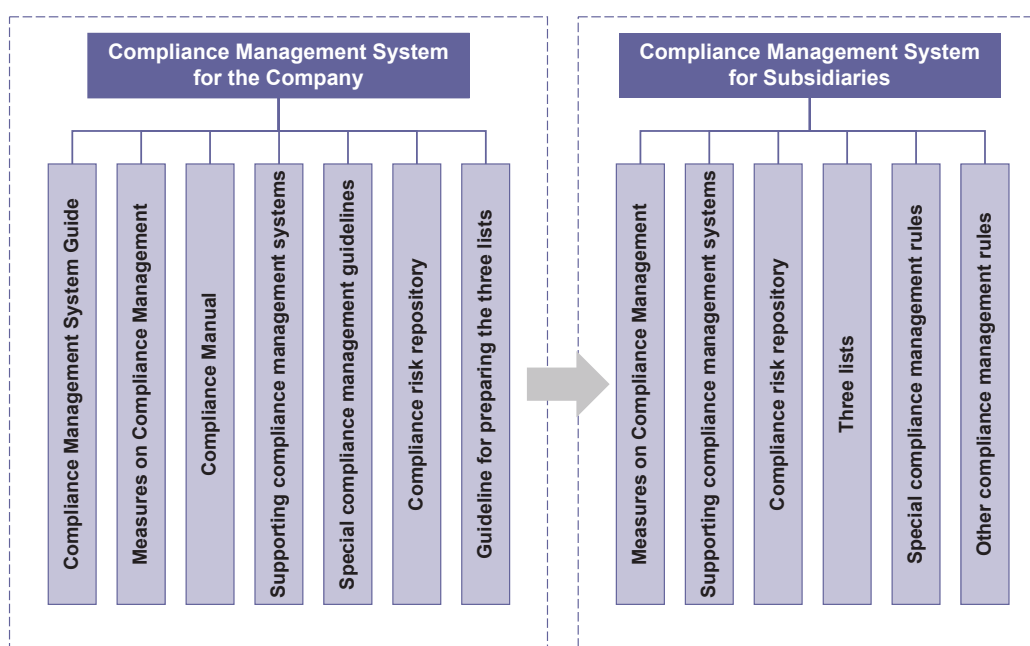 Compliance Management System
for the Company
Compliance Management System Guide
Measures on Compliance Management
Compliance Manual
Supporting compliance management systems
Special compliance management guidelines
Compliance risk repository
Guideline for preparing the three lists
Compliance Management System
for Subsidiaries
Measures on Compliance Management
Supporting compliance management systems
Compliance risk repository
Three lists
Special compliance management rules
Other compliance management rules